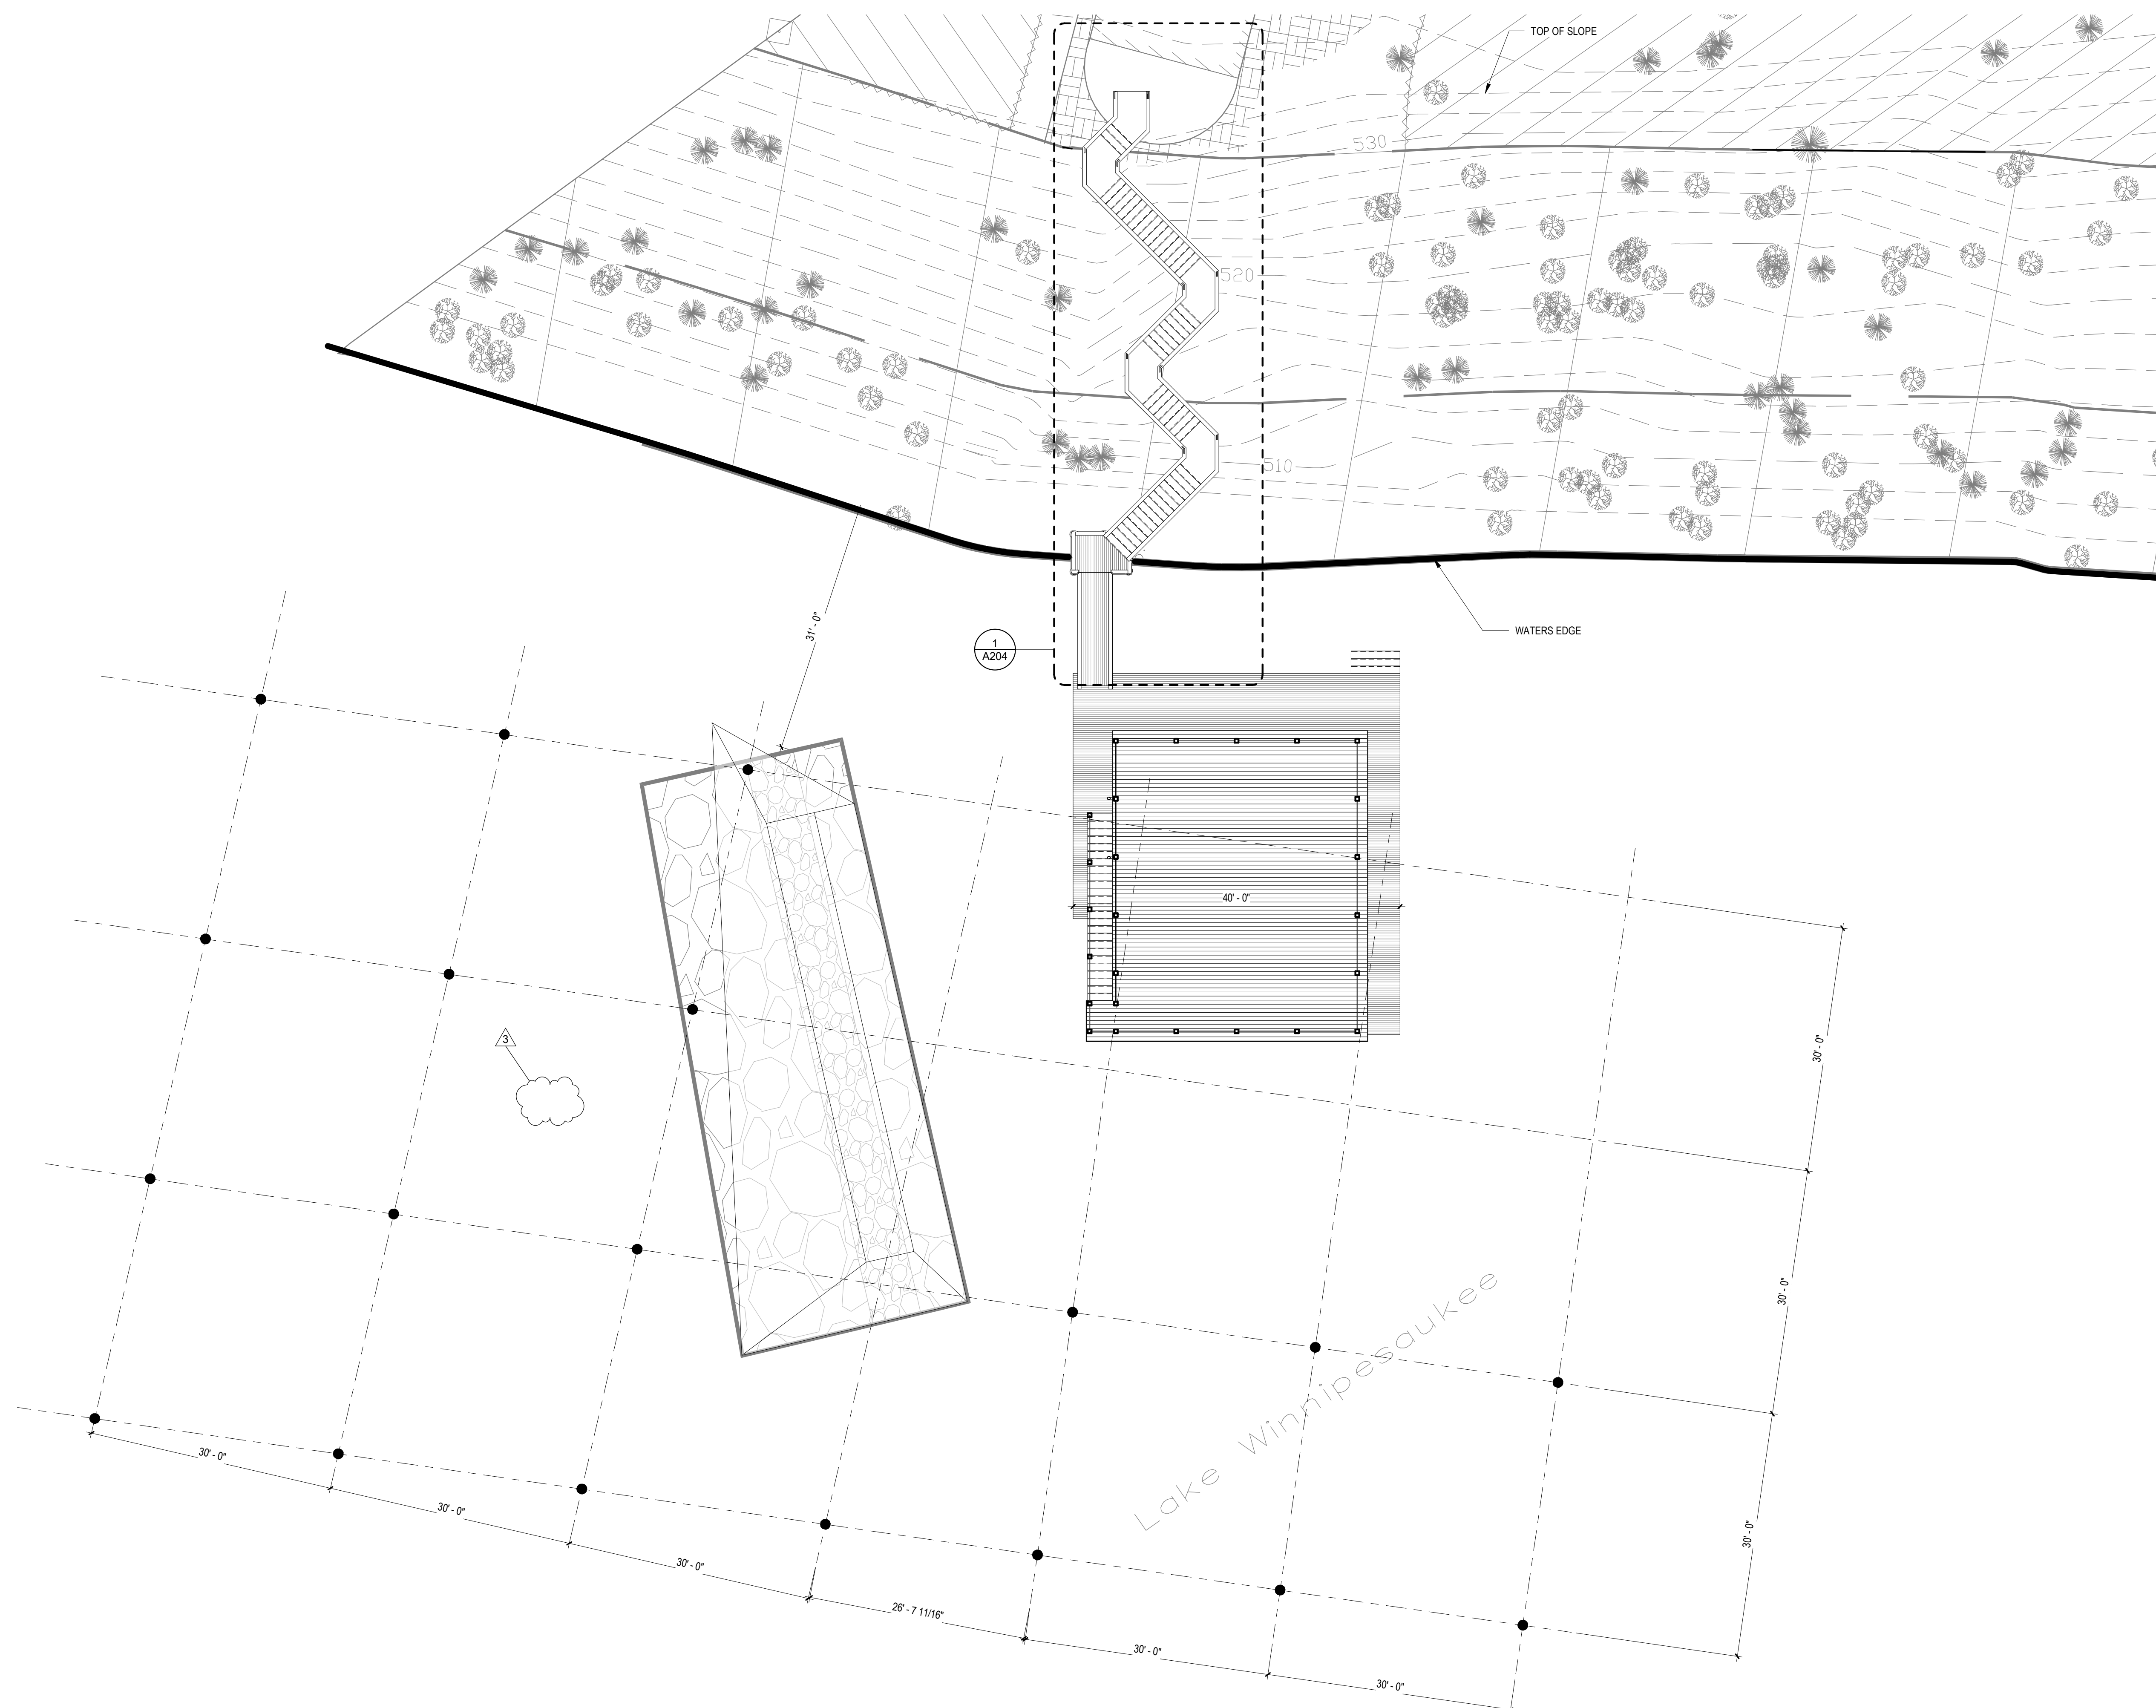 TOP OF SLOPE
530
520
510
WATERS EDGE
31' - 0"
1
A204
40' - 0"
3
30' - 0"
30' - 0"
30' - 0"
Lake Winnipesaukee
30' - 0"
30' - 0"
30' - 0"
26' - 7 11/16"
30' - 0"
30' - 0"